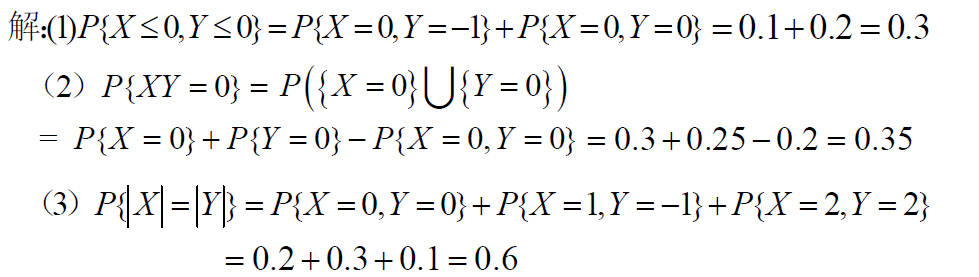 解:(1)P{X≤0,Y≤0}=P{X=0,Y=−1}+P{X=0,Y=0}=0.1+0.2=0.3
（2）P{XY=0}= P({X=0}⋃{Y=0})
= P{X=0}+P{Y=0}−P{X=0,Y=0}=0.3+0.25−0.2=0.35
（3）P{|X|=|Y|}=P{X=0,Y=0}+P{X=1,Y=−1}+P{X=2,Y=2}
=0.2+0.3+0.1=0.6